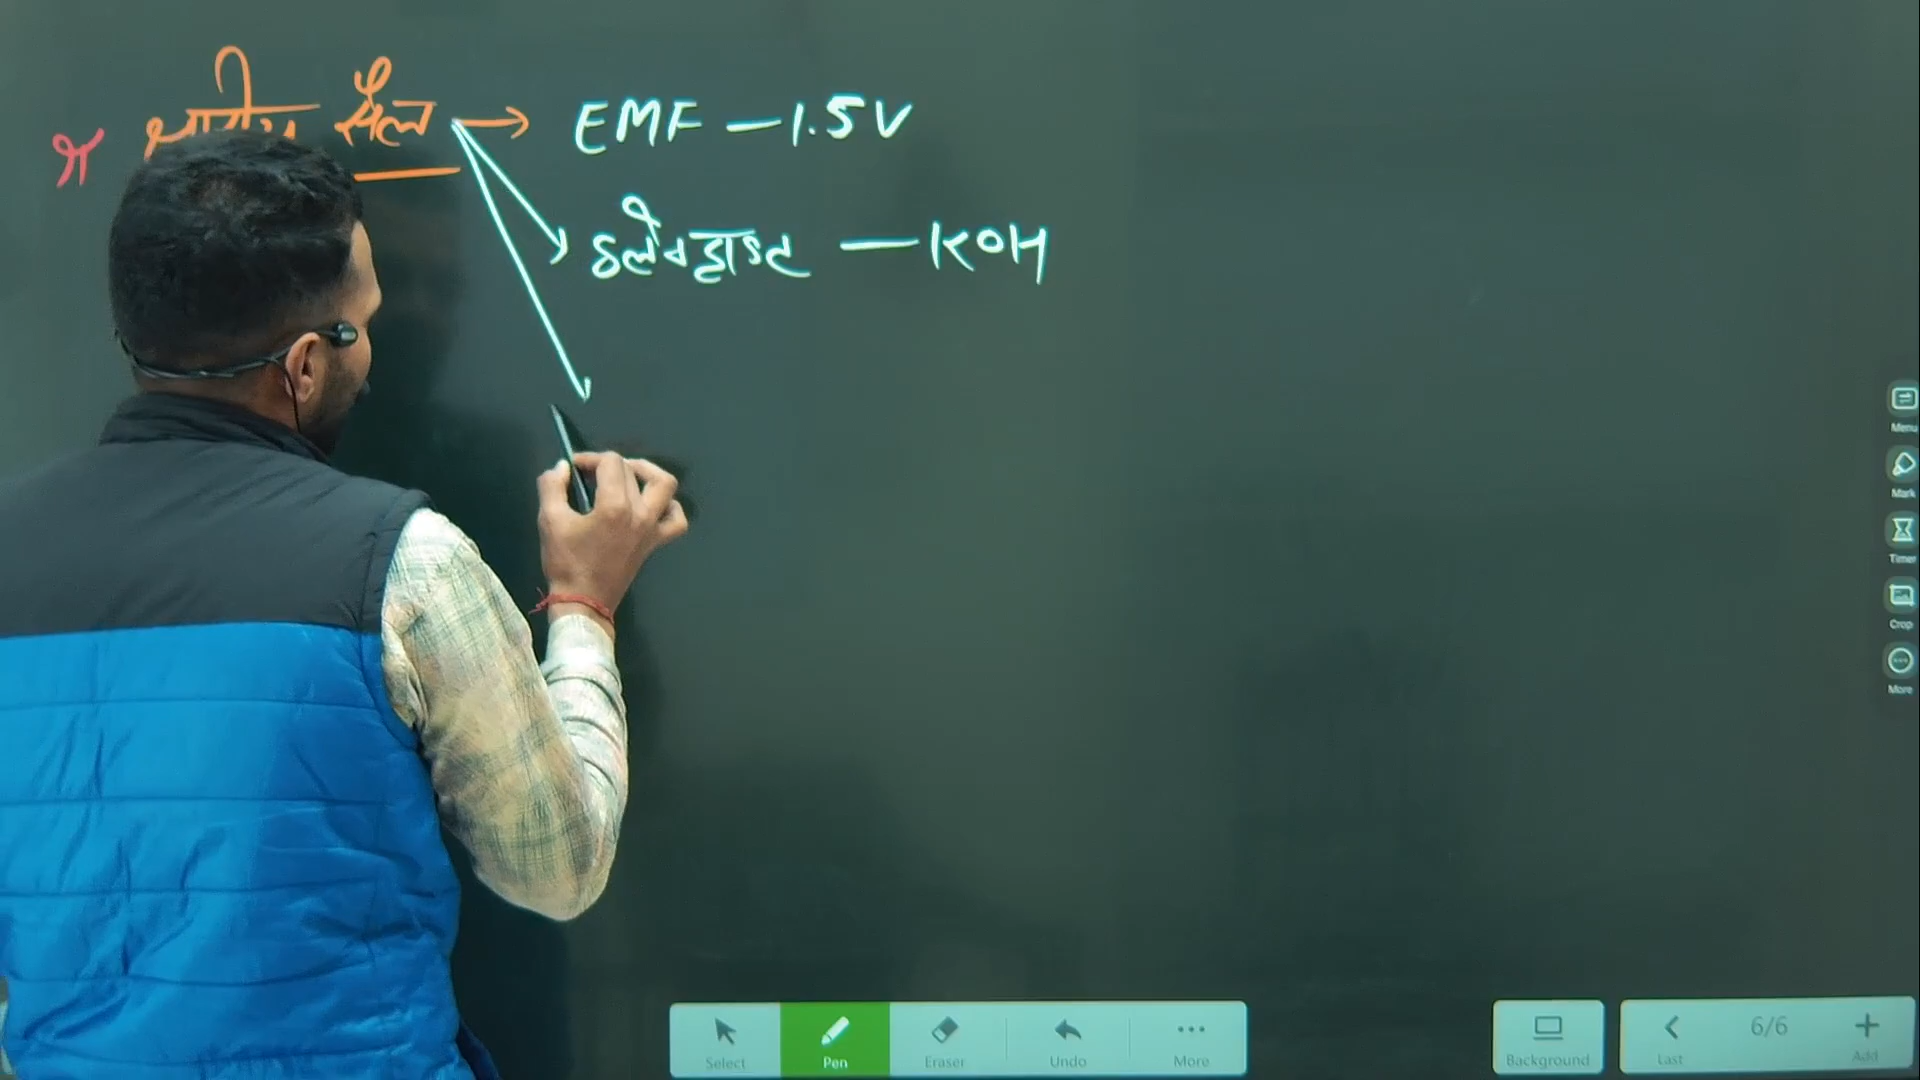 क्षारीय सैल → EMF – 1.5V
इलैक्ट्रोलाइट – KOH
Menu
Mark
Timer
Crop
More
Select
Pen
Eraser
Undo
More
Background
Last
6/6
Add